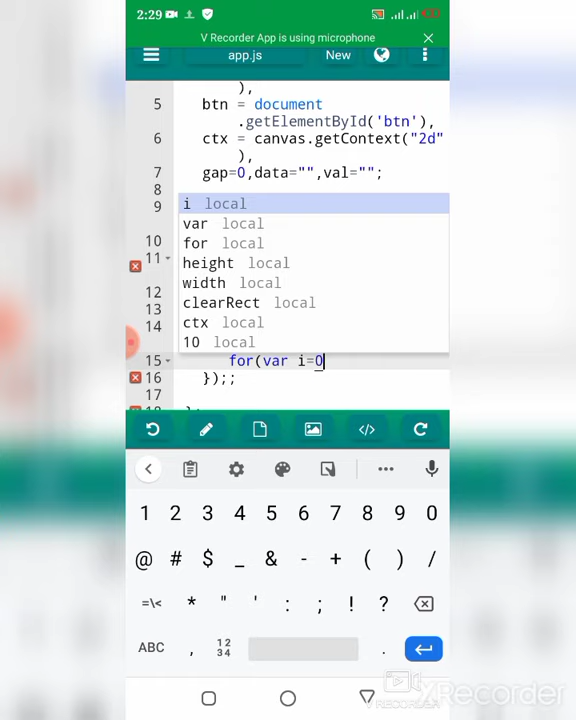 2:29
V Recorder App is using microphone
app.js
New
),
5 btn = document
.getElementById('btn'),
6 ctx = canvas.getContext("2d"
),
7 gap=0,data="",val="";
8
9
i local
var local
for local
10
height local
11
width local
12
clearRect local
13
ctx local
14
10 local
15 for(var i=0
16 });;
17
</>
1 2 3 4 5 6 7 8 9 0
@ # $ _ & - + ( ) /
=\< * " ' : ; ! ?
ABC , 12 34 .
XRecorder